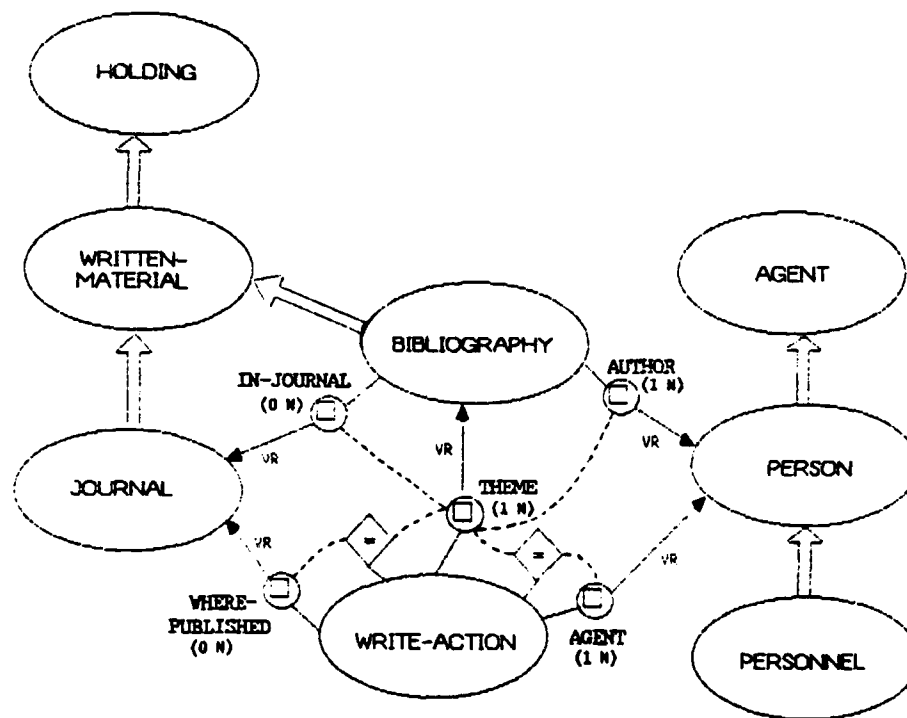 HOLDING
WRITTEN-
MATERIAL
AGENT
BIBLIOGRAPHY
IN-JOURNAL
(0 N)
AUTHOR
(1 N)
VR
VR
VR
JOURNAL
THEME
(1 N)
PERSON
=
=
VR
VR
WHERE-
PUBLISHED
(0 N)
WRITE-ACTION
AGENT
(1 N)
PERSONNEL